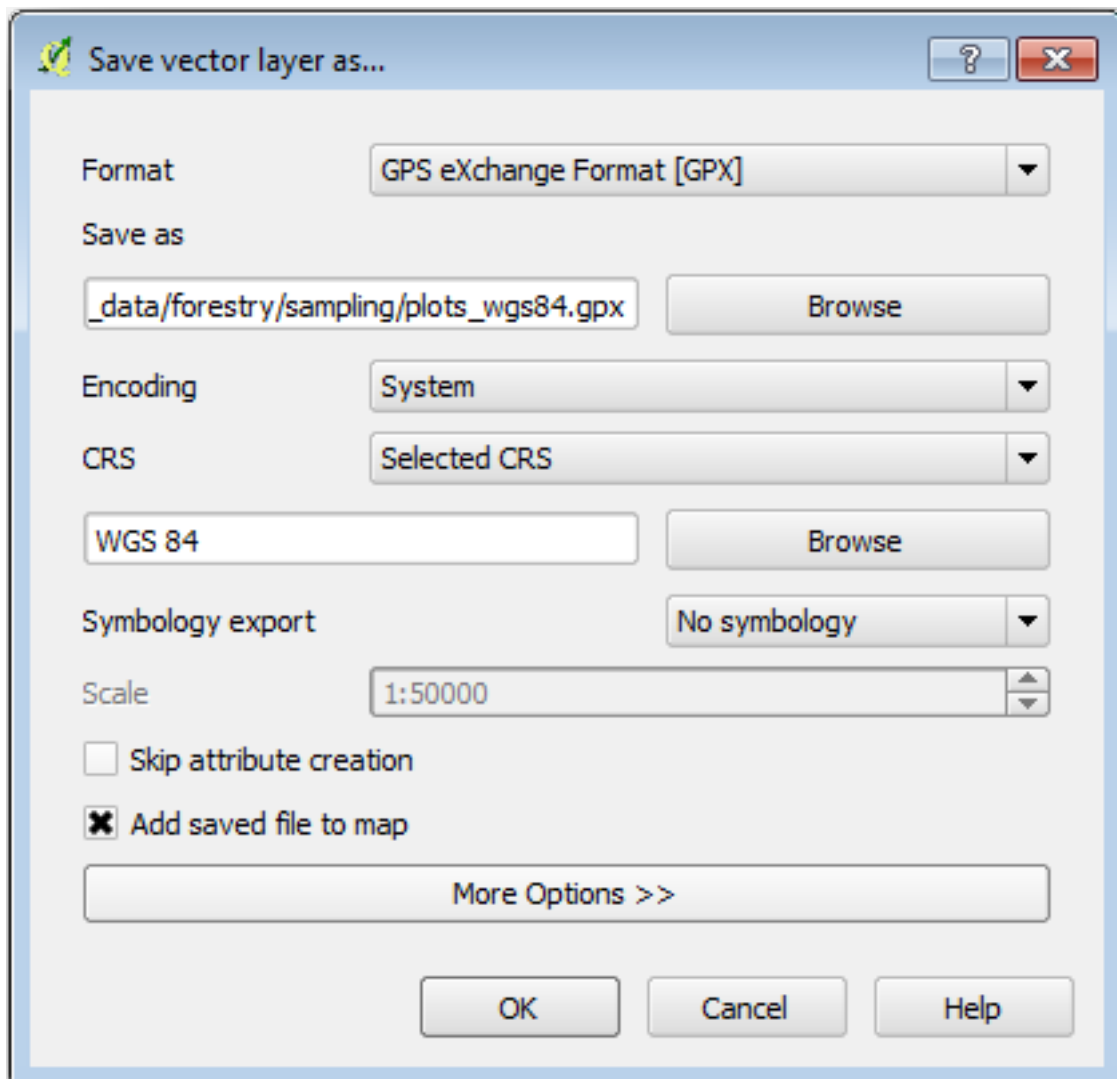 Save vector layer as...
Format GPS eXchange Format [GPX]
Save as
_data/forestry/sampling/plots_wgs84.gpx Browse
Encoding System
CRS Selected CRS
WGS 84 Browse
Symbology export No symbology
Scale 1:50000
Skip attribute creation
Add saved file to map
More Options >>
OK Cancel Help